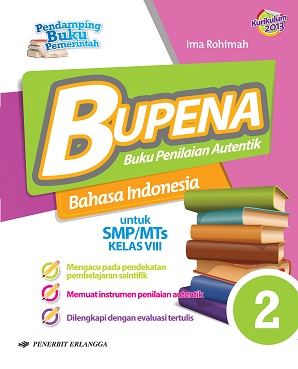 Pendamping
Buku
Pemerintah
Kurikulum
2013
Ima Rohimah
BUPENA
Buku Penilaian Autentik
Bahasa Indonesia
untuk
SMP/MTs
KELAS VIII
Mengacu pada pendekatan
pembelajaran saintifik
Memuat instrumen penilaian autentik
Dilengkapi dengan evaluasi tertulis
2
PENERBIT ERLANGGA